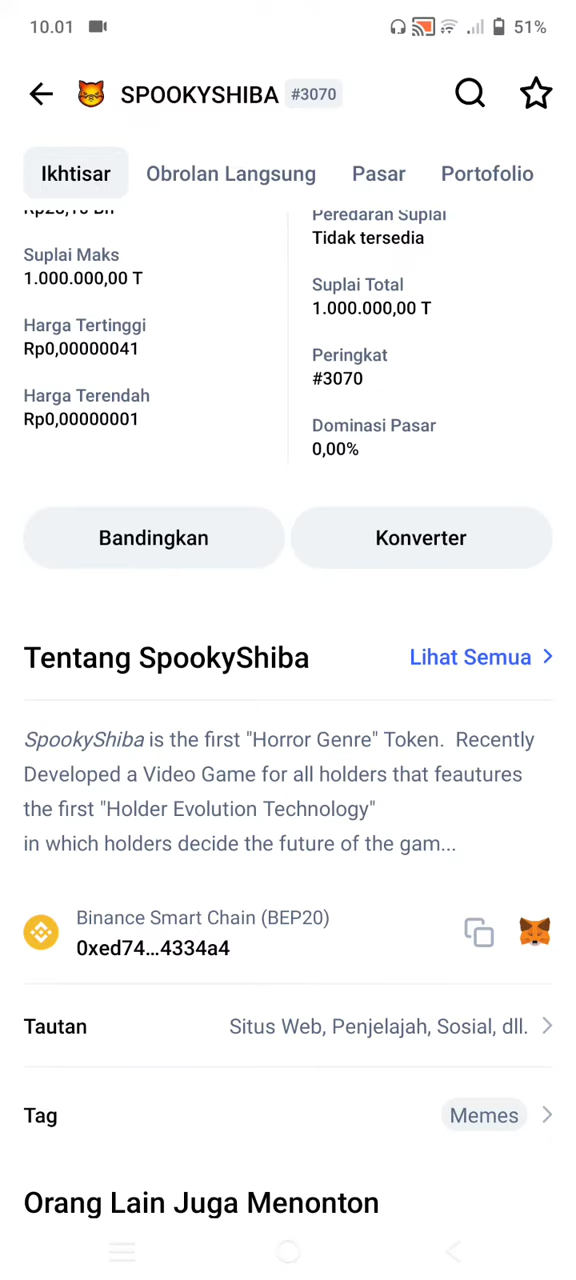 10.01
51%
SPOOKYSHIBA #3070
Ikhtisar Obrolan Langsung Pasar Portofolio
Peredaran Suplai
Tidak tersedia
Suplai Maks
1.000.000,00 T
Suplai Total
1.000.000,00 T
Harga Tertinggi
Rp0,00000041
Peringkat
#3070
Harga Terendah
Rp0,00000001
Dominasi Pasar
0,00%
Bandingkan
Konverter
Tentang SpookyShiba
Lihat Semua
SpookyShiba is the first "Horror Genre" Token. Recently
Developed a Video Game for all holders that feautures
the first "Holder Evolution Technology"
in which holders decide the future of the gam...
Binance Smart Chain (BEP20)
0xed74...4334a4
Tautan
Situs Web, Penjelajah, Sosial, dll.
Tag
Memes
Orang Lain Juga Menonton